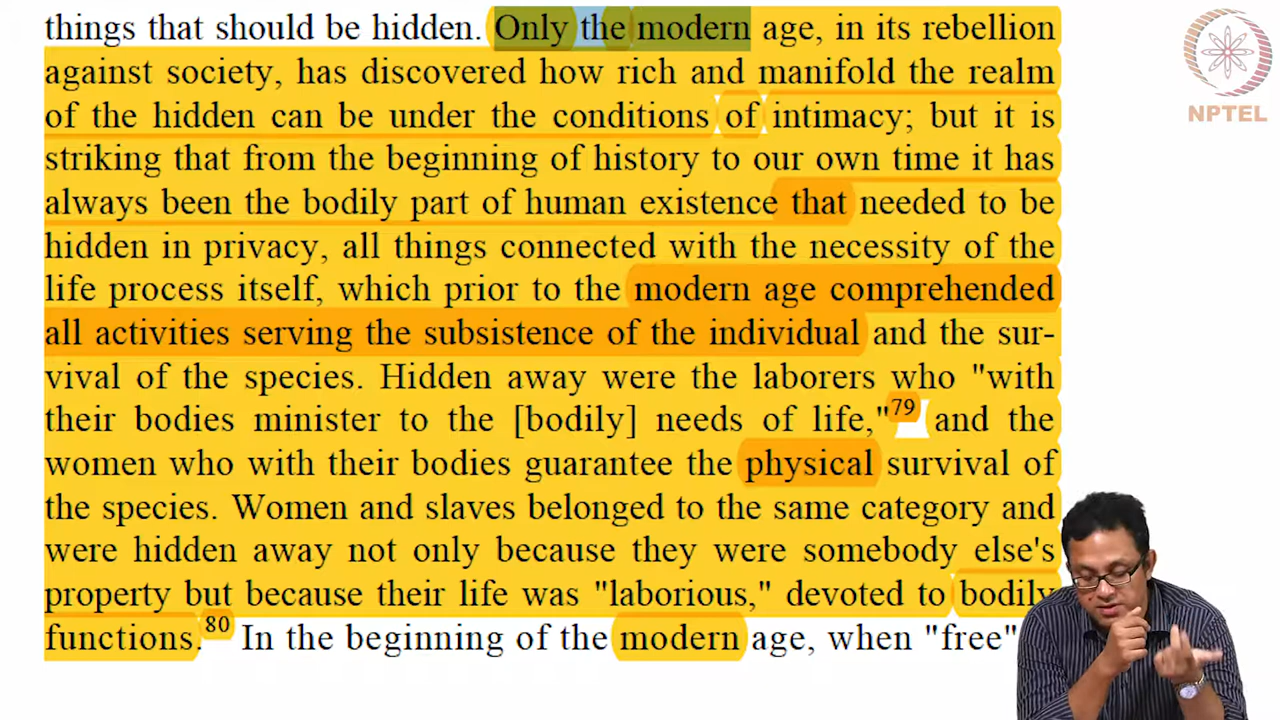 things that should be hidden. Only the modern age, in its rebellion
against society, has discovered how rich and manifold the realm
of the hidden can be under the conditions of intimacy; but it is
striking that from the beginning of history to our own time it has
always been the bodily part of human existence that needed to be
hidden in privacy, all things connected with the necessity of the
life process itself, which prior to the modern age comprehended
all activities serving the subsistence of the individual and the sur-
vival of the species. Hidden away were the laborers who "with
their bodies minister to the [bodily] needs of life,"79 and the
women who with their bodies guarantee the physical survival of
the species. Women and slaves belonged to the same category and
were hidden away not only because they were somebody else's
property but because their life was "laborious," devoted to bodily
functions.80 In the beginning of the modern age, when "free"
NPTEL